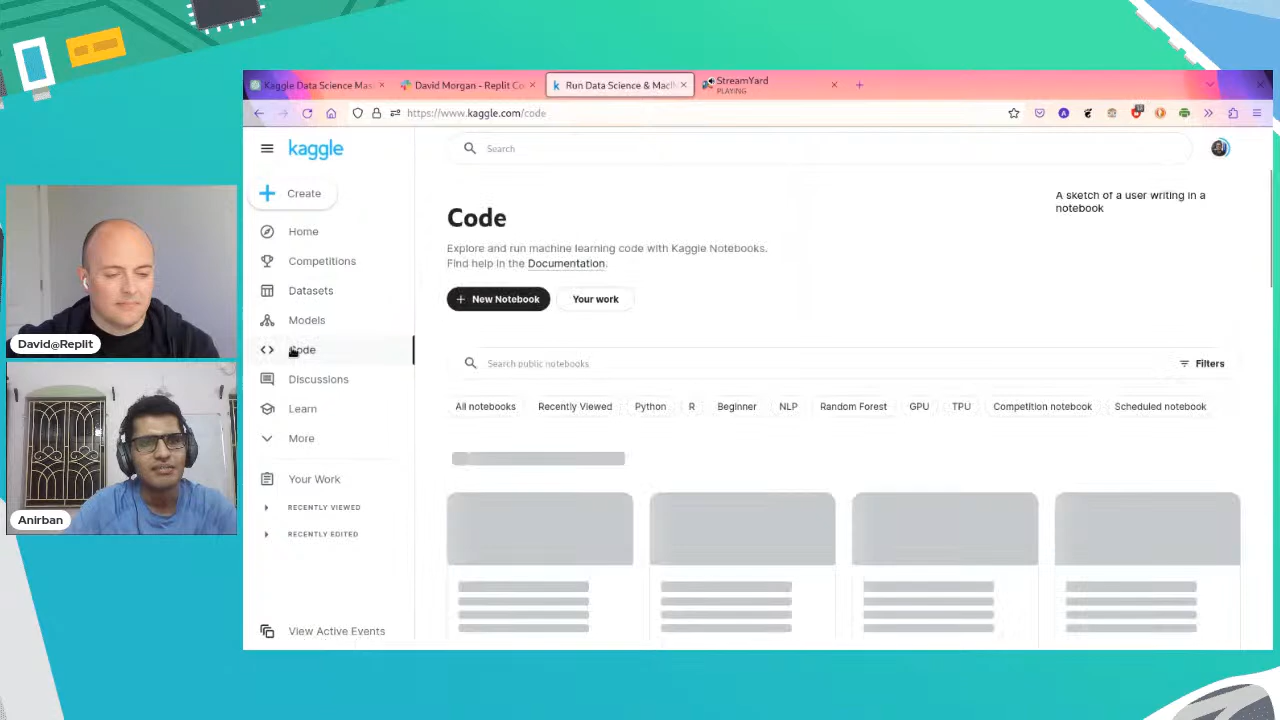 Kaggle Data Science Mas
David Morgan - Replit Co
Run Data Science & Machi
StreamYard
PLAYING
https://www.kaggle.com/code
kaggle
Search
Create
Home
Competitions
Datasets
Models
Code
Discussions
Learn
More
Your Work
RECENTLY VIEWED
RECENTLY EDITED
View Active Events
A sketch of a user writing in a
notebook
Code
Explore and run machine learning code with Kaggle Notebooks.
Find help in the Documentation.
New Notebook
Your work
Search public notebooks
Filters
All notebooks
Recently Viewed
Python
R
Beginner
NLP
Random Forest
GPU
TPU
Competition notebook
Scheduled notebook
David@Replit
Anirban